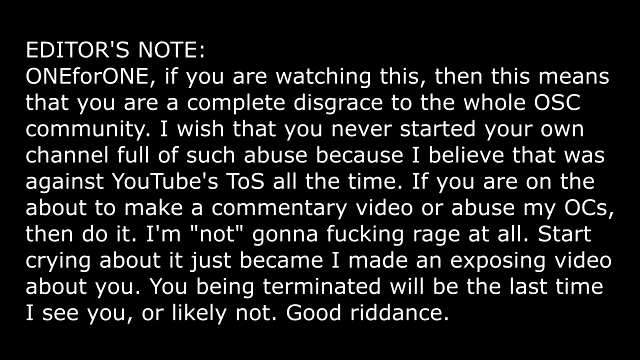 EDITOR'S NOTE:
ONEforONE, if you are watching this, then this means
that you are a complete disgrace to the whole OSC
community. I wish that you never started your own
channel full of such abuse because I believe that was
against YouTube's ToS all the time. If you are on the
about to make a commentary video or abuse my OCs,
then do it. I'm "not" gonna fucking rage at all. Start
crying about it just became I made an exposing video
about you. You being terminated will be the last time
I see you, or likely not. Good riddance.